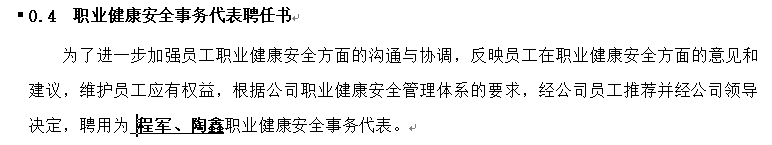 0.4 职业健康安全事务代表聘任书
为了进一步加强员工职业健康安全方面的沟通与协调，反映员工在职业健康安全方面的意见和
建议，维护员工应有权益，根据公司职业健康安全管理体系的要求，经公司员工推荐并经公司领导
决定，聘用为 程军、陶鑫职业健康安全事务代表。